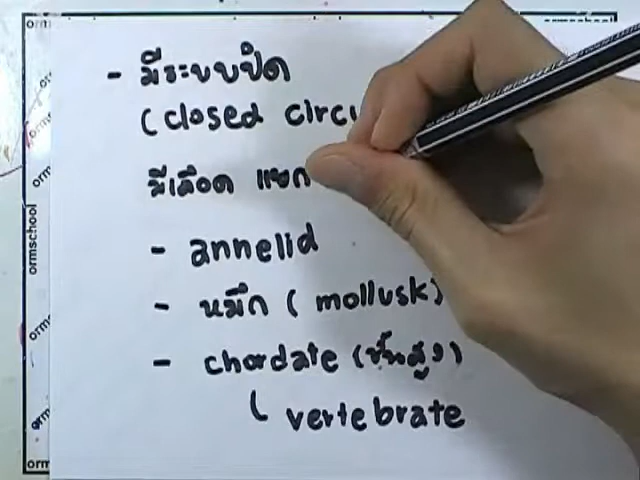 - มีระบบปิด
(closed circu
มีเลือด แยก
- annelid
- หมึก ( mollusk)
- chordate (ชั้นสูง)
vertebrate
ormschool